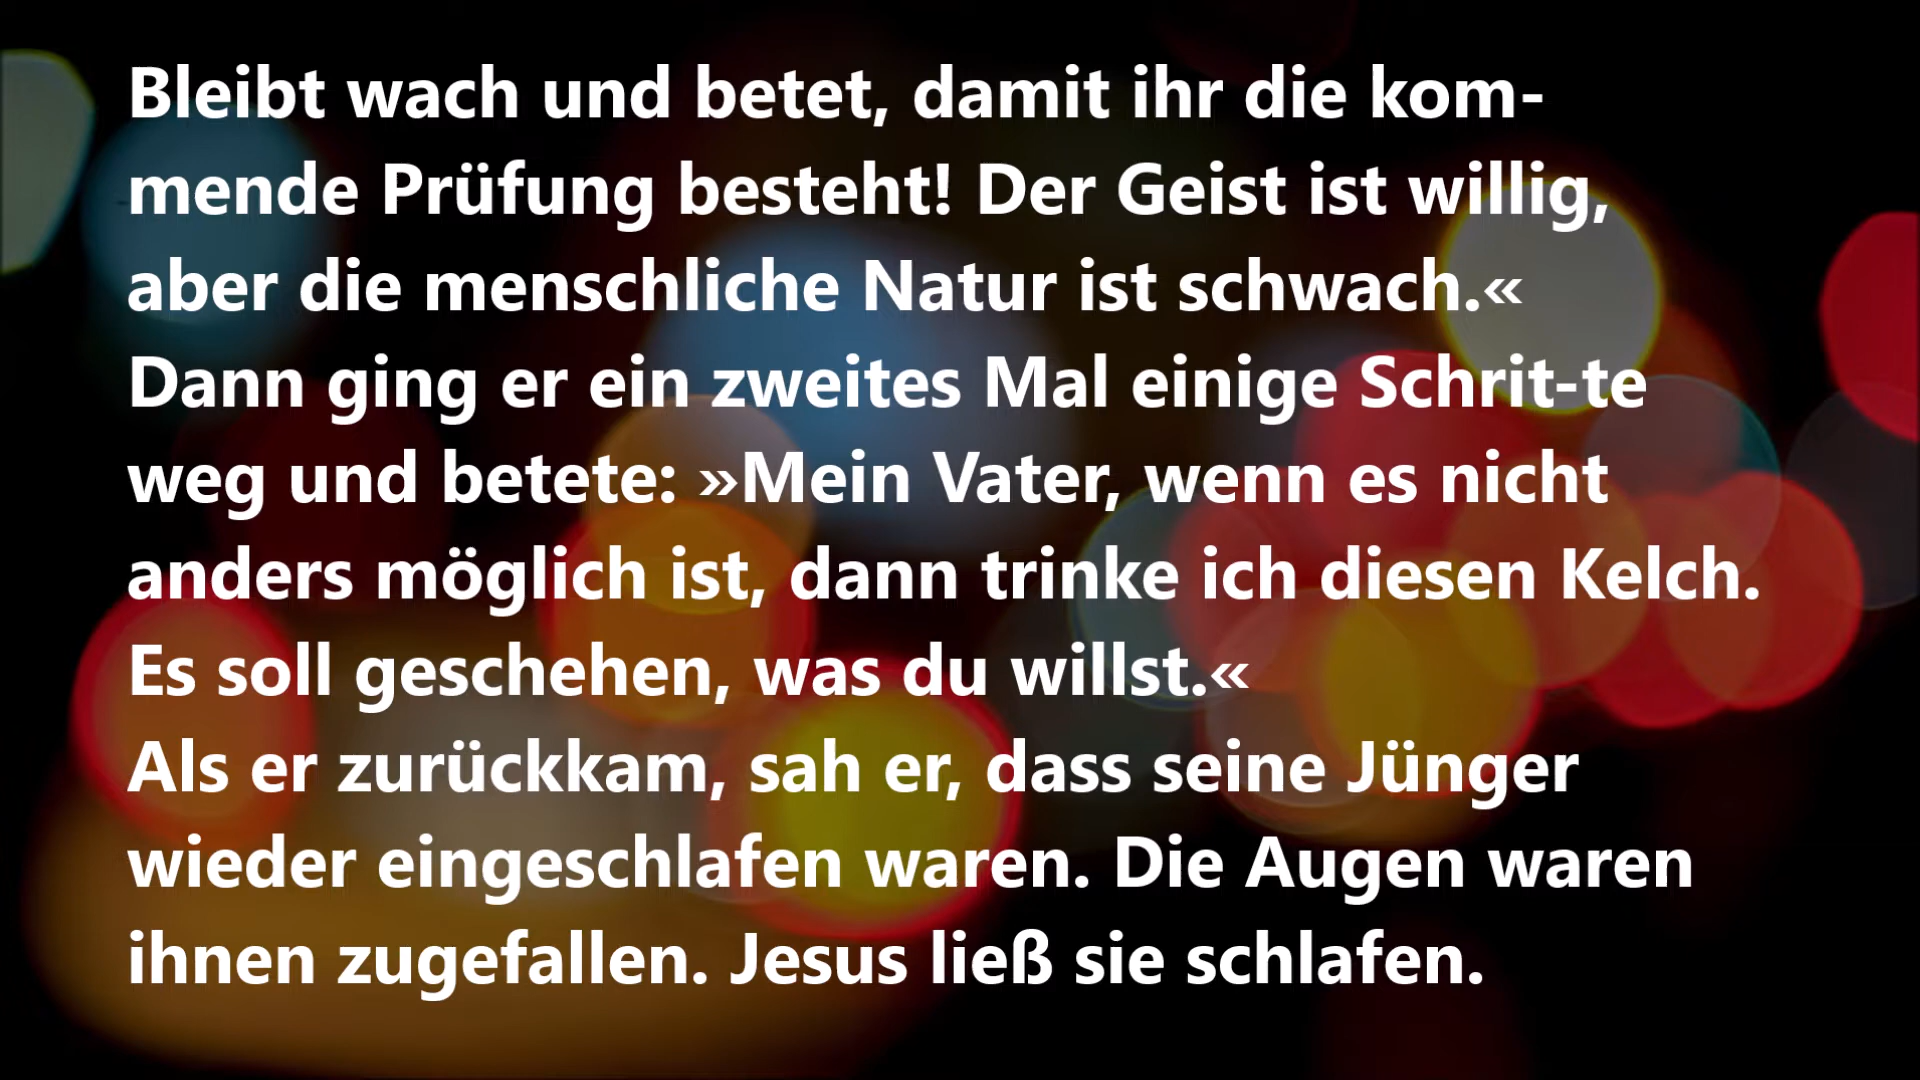 Bleibt wach und betet, damit ihr die kom-
mende Prüfung besteht! Der Geist ist willig,
aber die menschliche Natur ist schwach.«
Dann ging er ein zweites Mal einige Schrit-te
weg und betete: »Mein Vater, wenn es nicht
anders möglich ist, dann trinke ich diesen Kelch.
Es soll geschehen, was du willst.«
Als er zurückkam, sah er, dass seine Jünger
wieder eingeschlafen waren. Die Augen waren
ihnen zugefallen. Jesus ließ sie schlafen.